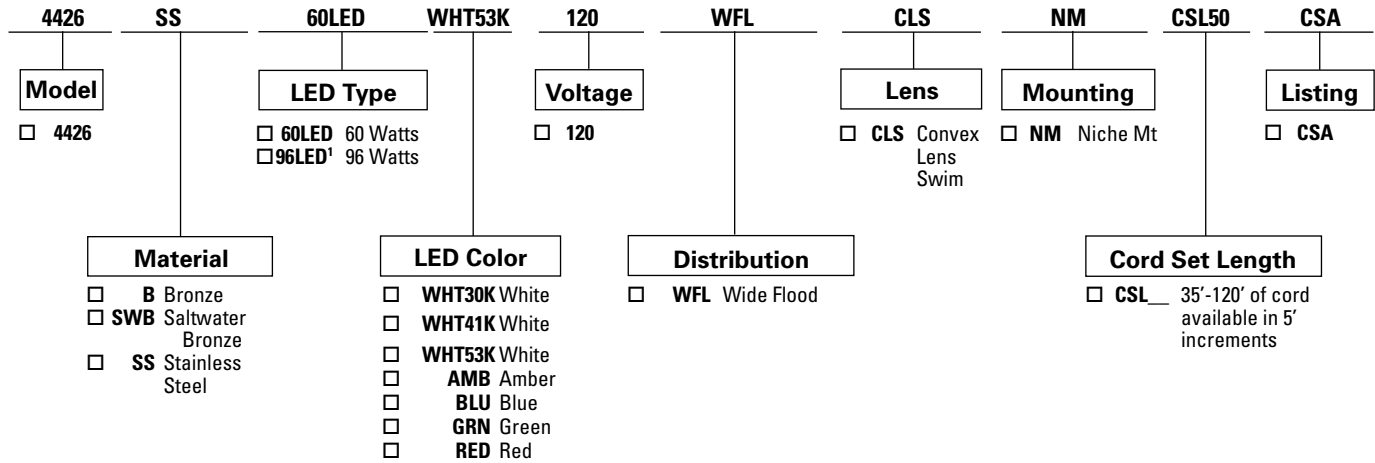 4426 SS 60LED WHT53K 120 WFL CLS NM CSL50 CSA
Model
☐ 4426
LED Type
☐ 60LED 60 Watts
☐ 96LED¹ 96 Watts
Voltage
☐ 120
Lens
☐ CLS Convex
Lens
Swim
Mounting
☐ NM Niche Mt
Listing
☐ CSA
Material
☐ B Bronze
☐ SWB Saltwater
Bronze
☐ SS Stainless
Steel
LED Color
☐ WHT30K White
☐ WHT41K White
☐ WHT53K White
☐ AMB Amber
☐ BLU Blue
☐ GRN Green
☐ RED Red
Distribution
☐ WFL Wide Flood
Cord Set Length
☐ CSL__ 35′-120′ of cord
available in 5′
increments